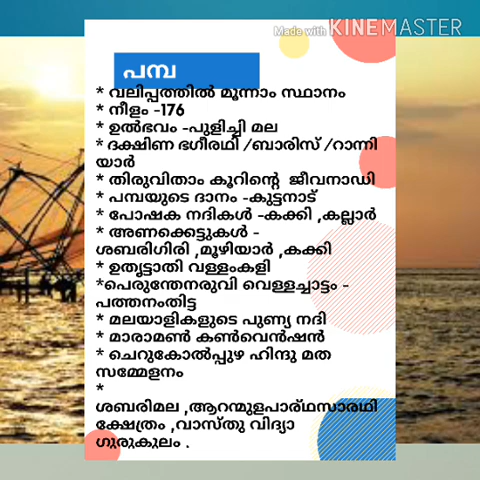 Made with KINEMASTER
പമ്പ
* വലിപ്പത്തിൽ മൂന്നാം സ്ഥാനം
* നീളം -176
* ഉൽഭവം -പുളിച്ചി മല
* ദക്ഷിണ ഭഗീരഥി /ബാരിസ് /റാന്നി
യാർ
* തിരുവിതാം കൂറിന്റെ ജീവനാഡി
* പമ്പയുടെ ദാനം -കുട്ടനാട്
* പോഷക നദികൾ -കക്കി ,കല്ലാർ
* അണക്കെട്ടുകൾ -
ശബരിഗിരി ,മൂഴിയാർ ,കക്കി
* ഉതൃട്ടാതി വള്ളംകളി
*പെരുന്തേനരുവി വെള്ളച്ചാട്ടം -
പത്തനംതിട്ട
* മലയാളികളുടെ പുണ്യ നദി
* മാരാമൺ കൺവെൻഷൻ
* ചെറുകോൽപ്പുഴ ഹിന്ദു മത
സമ്മേളനം
*
ശബരിമല ,ആറന്മുളപാര്ഥസാരഥി
ക്ഷേത്രം ,വാസ്തു വിദ്യാ
ഗുരുകുലം .